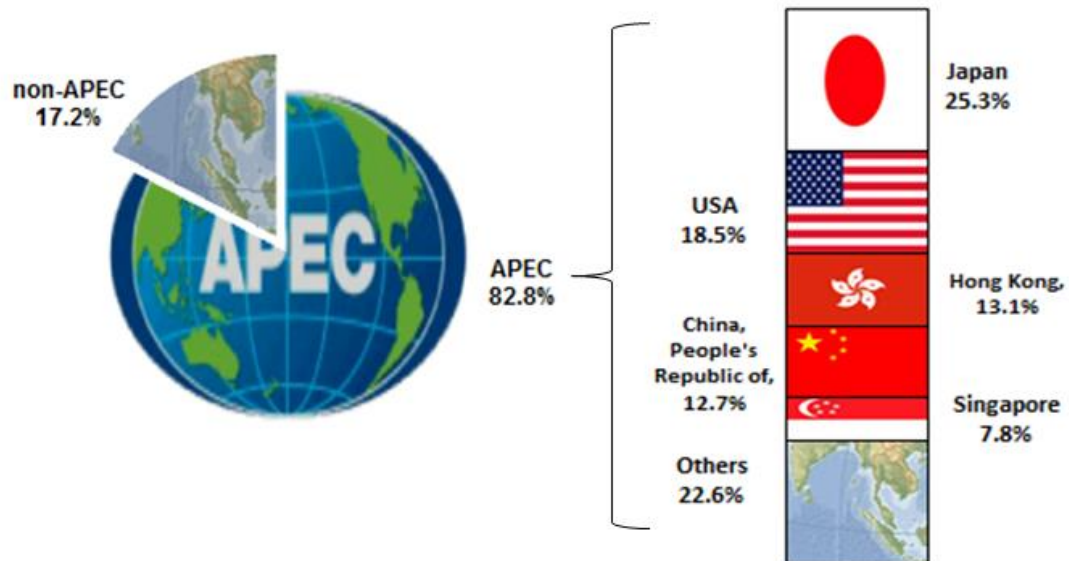 non-APEC
17.2%
APEC
APEC
82.8%
Japan
25.3%
USA
18.5%
Hong Kong,
13.1%
China,
People's
Republic of,
12.7%
Singapore
7.8%
Others
22.6%